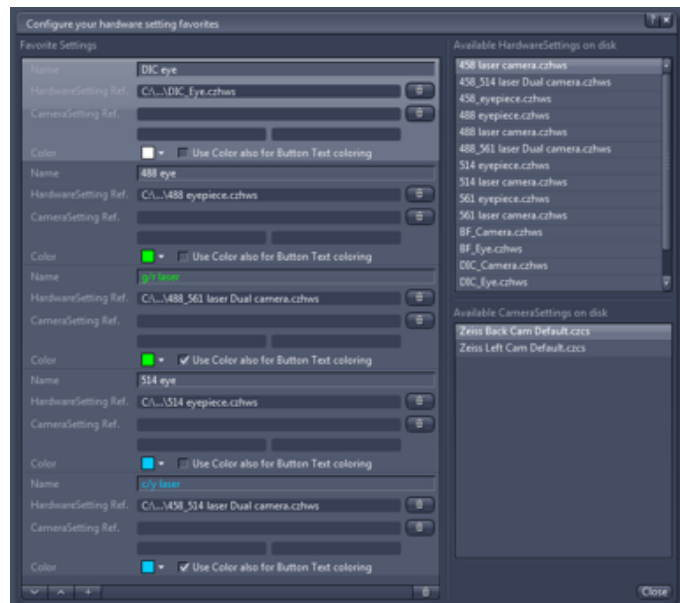 Configure your hardware setting favorites
? x
Favorite Settings
Name DIC eye
HardwareSetting Ref. C:\...\DIC_Eye.czhws
CameraSetting Ref.
Color Use Color also for Button Text coloring
Name 488 eye
HardwareSetting Ref. C:\...\488 eyepiece.czhws
CameraSetting Ref.
Color Use Color also for Button Text coloring
Name g/r laser
HardwareSetting Ref. C:\...\488_561 laser Dual camera.czhws
CameraSetting Ref.
Color Use Color also for Button Text coloring
Name 514 eye
HardwareSetting Ref. C:\...\514 eyepiece.czhws
CameraSetting Ref.
Color Use Color also for Button Text coloring
Name c/y laser
HardwareSetting Ref. C:\...\458_514 laser Dual camera.czhws
CameraSetting Ref.
Color Use Color also for Button Text coloring
Available HardwareSettings on disk
458 laser camera.czhws
458_514 laser Dual camera.czhws
458_eyepiece.czhws
488 eyepiece.czhws
488 laser camera.czhws
488_561 laser Dual camera.czhws
514 eyepiece.czhws
514 laser camera.czhws
561 eyepiece.czhws
561 laser camera.czhws
BF_Camera.czhws
BF_Eye.czhws
DIC_Camera.czhws
DIC_Eye.czhws
Available CameraSettings on disk
Zeiss Back Cam Default.czcs
Zeiss Left Cam Default.czcs
Close